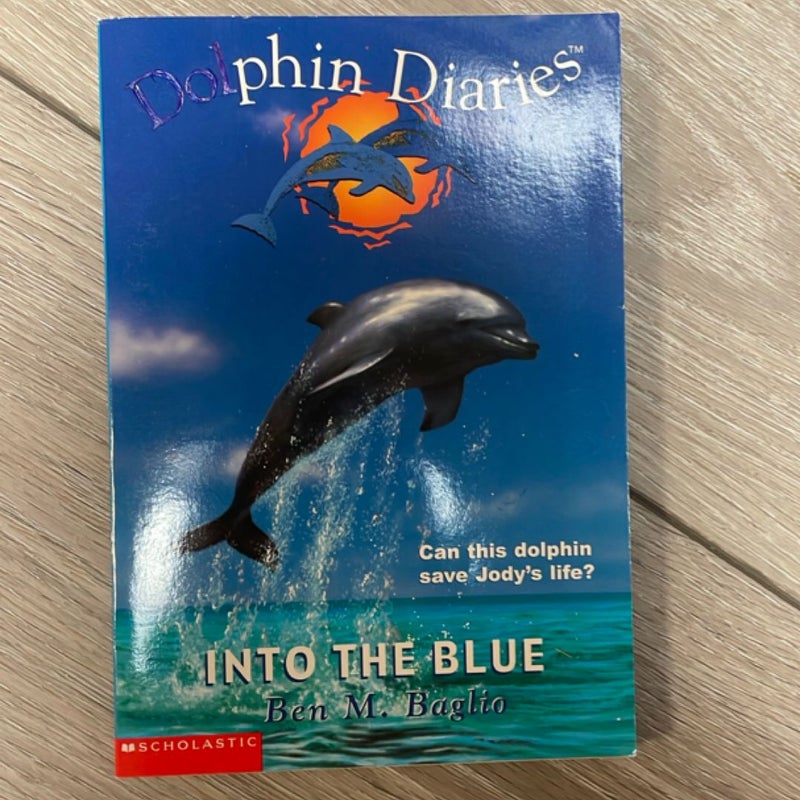 Dolphin Diaries™
Can this dolphin
save Jody's life?
INTO THE BLUE
Ben M. Baglio
SCHOLASTIC